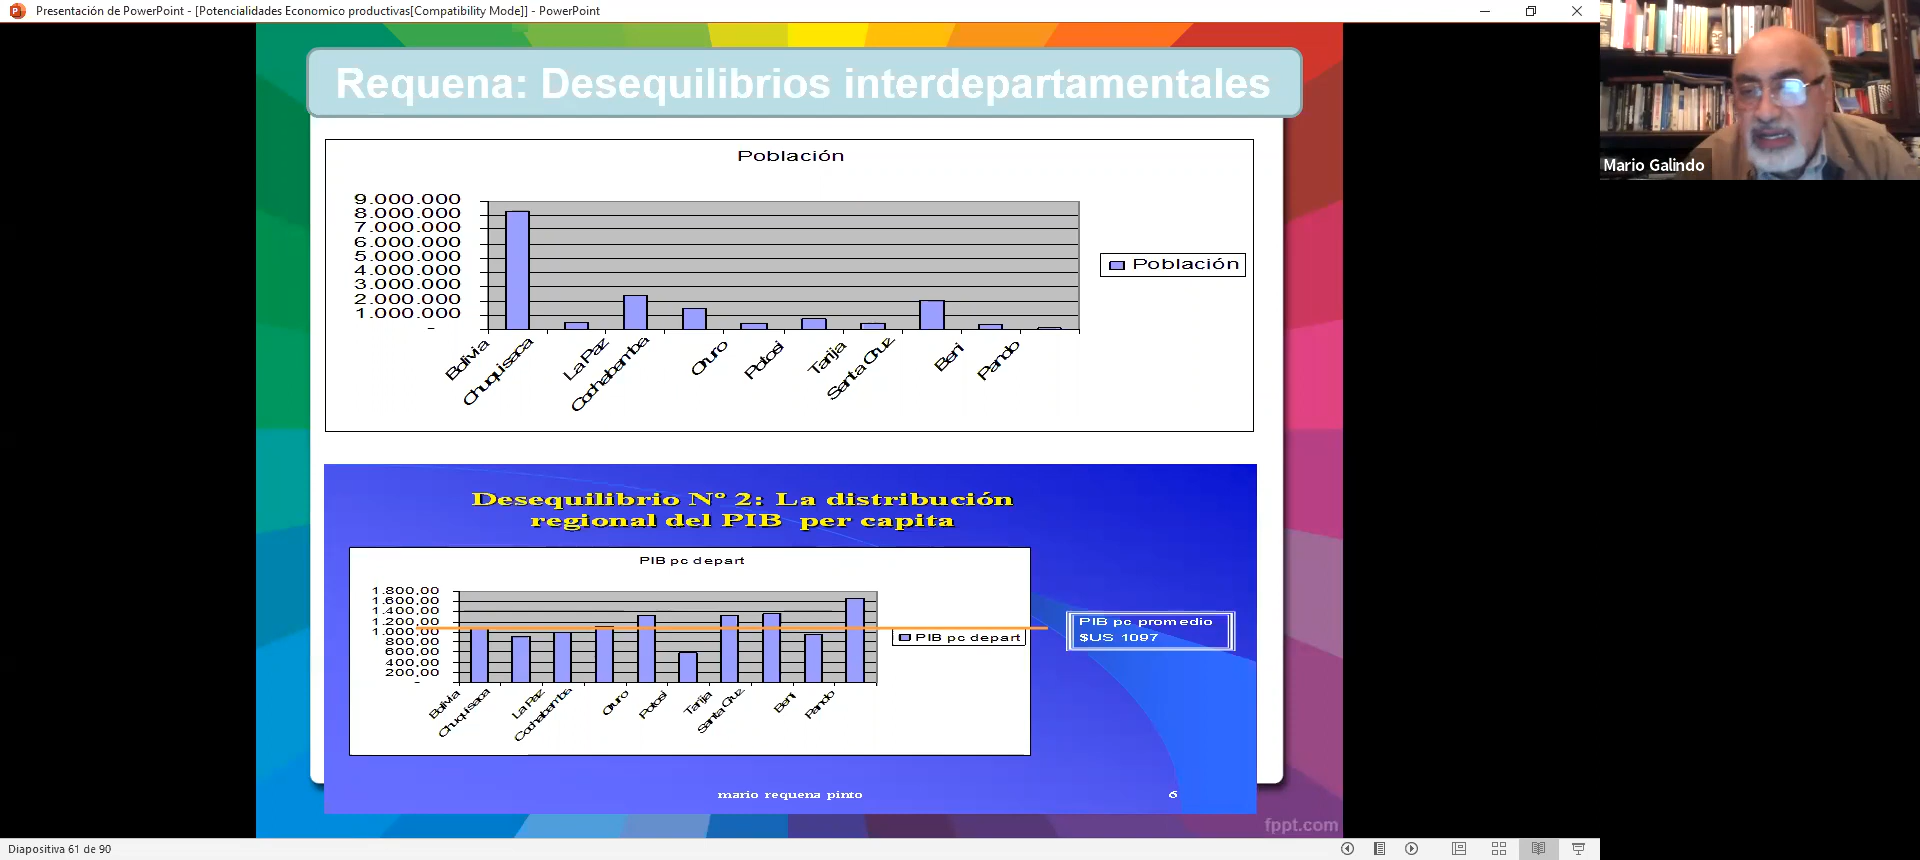 Presentación de PowerPoint - [Potencialidades Economico productivas[Compatibility Mode]] - PowerPoint
Mario Galindo
Requena: Desequilibrios interdepartamentales
Población
9.000.000
8.000.000
7.000.000
6.000.000
5.000.000
4.000.000
3.000.000
2.000.000
1.000.000
-
Población
Bolivia
Chuquisaca
La Paz
Cochabamba
Oruro
Potosi
Tarija
Santa Cruz
Beni
Pando
Desequilibrio N° 2: La distribución
regional del PIB per capita
PIB pc depart
1.800,00
1.600,00
1.400,00
1.200,00
1.000,00
800,00
600,00
400,00
200,00
-
PIB pc depart
PIB pc promedio
$US 1097
Bolivia
Chuquisaca
La Paz
Cochabamba
Oruro
Potosi
Tarija
Santa Cruz
Beni
Pando
mario requena pinto
6
fppt.com
Diapositiva 61 de 90